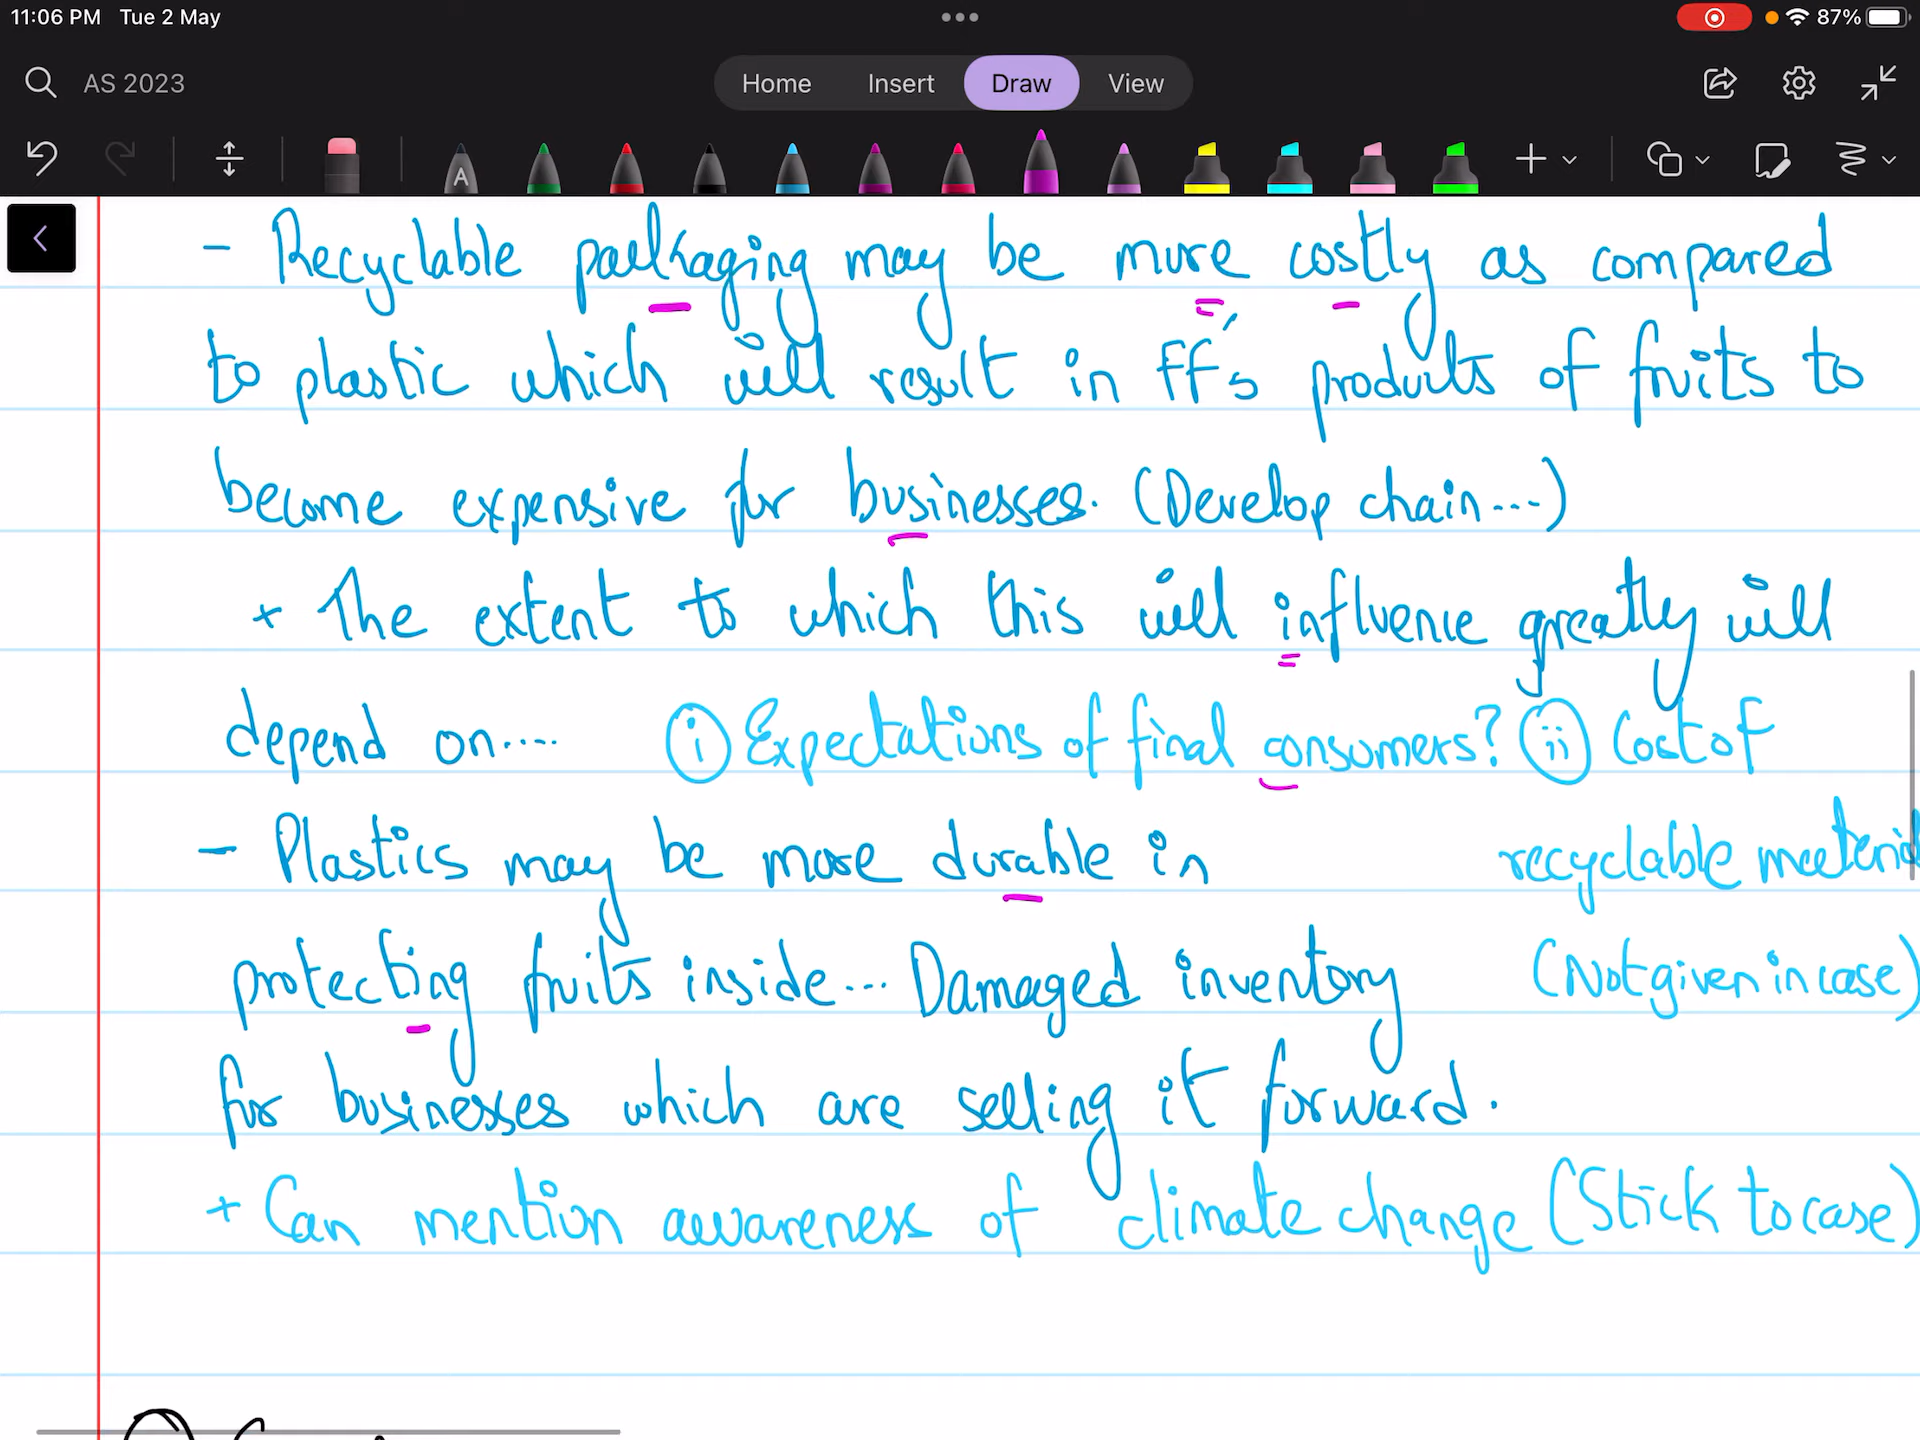 11:06 PM Tue 2 May
87%
AS 2023
Home Insert Draw View
A
- Recyclable packaging may be more costly as compared
to plastic which will result in FF's products of fruits to
become expensive for businesses. (Develop chain...)
+ The extent to which this will influence greatly will
depend on.... (i) Expectations of final consumers? (ii) Cost of
- Plastics may be more durable in recyclable material
protecting fruits inside... Damaged inventory (Not given in case)
for businesses which are selling it forward.
+ Can mention awareness of climate change (Stick to case)